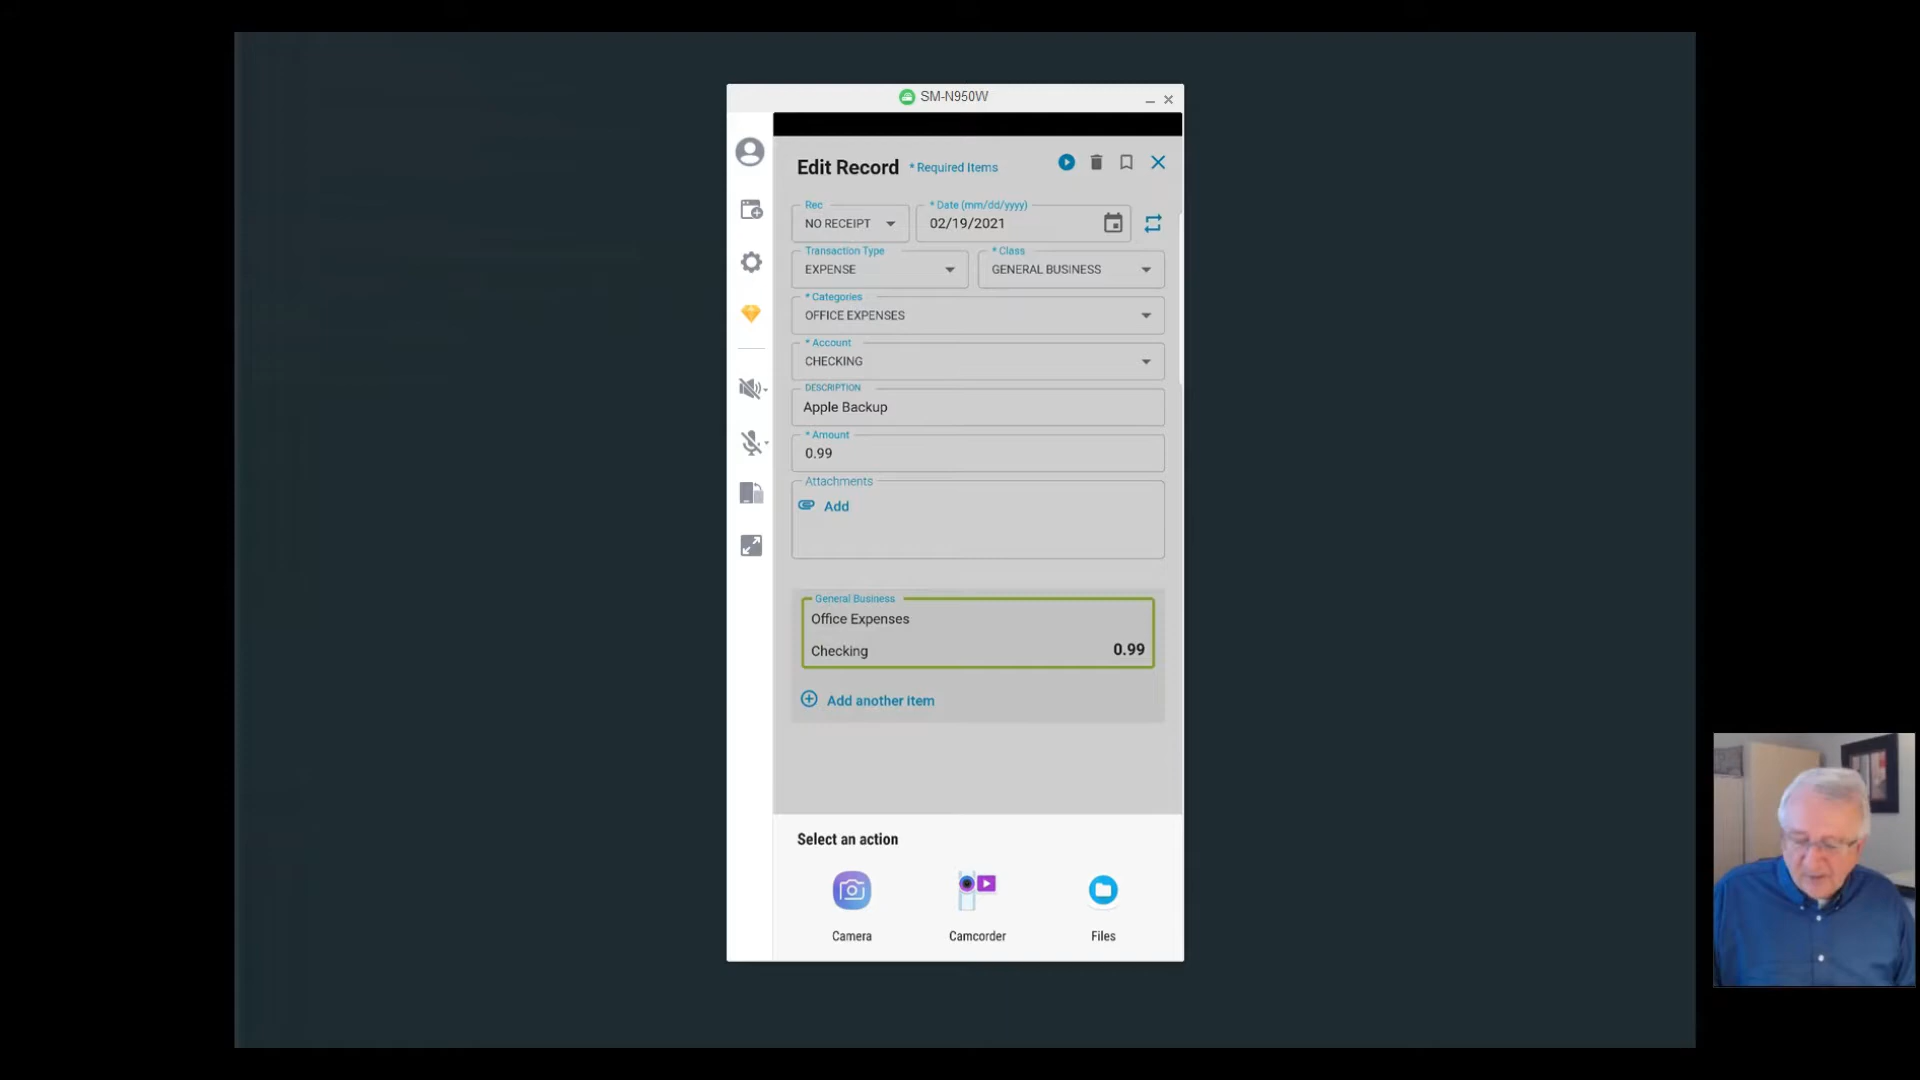 SM-N950W
Edit Record * Required Items
Rec * Date (mm/dd/yyyy)
NO RECEIPT 02/19/2021
Transaction Type * Class
EXPENSE GENERAL BUSINESS
* Categories
OFFICE EXPENSES
* Account
CHECKING
DESCRIPTION
Apple Backup
* Amount
0.99
Attachments
Add
General Business
Office Expenses
Checking 0.99
Add another item
Select an action
Camera Camcorder Files